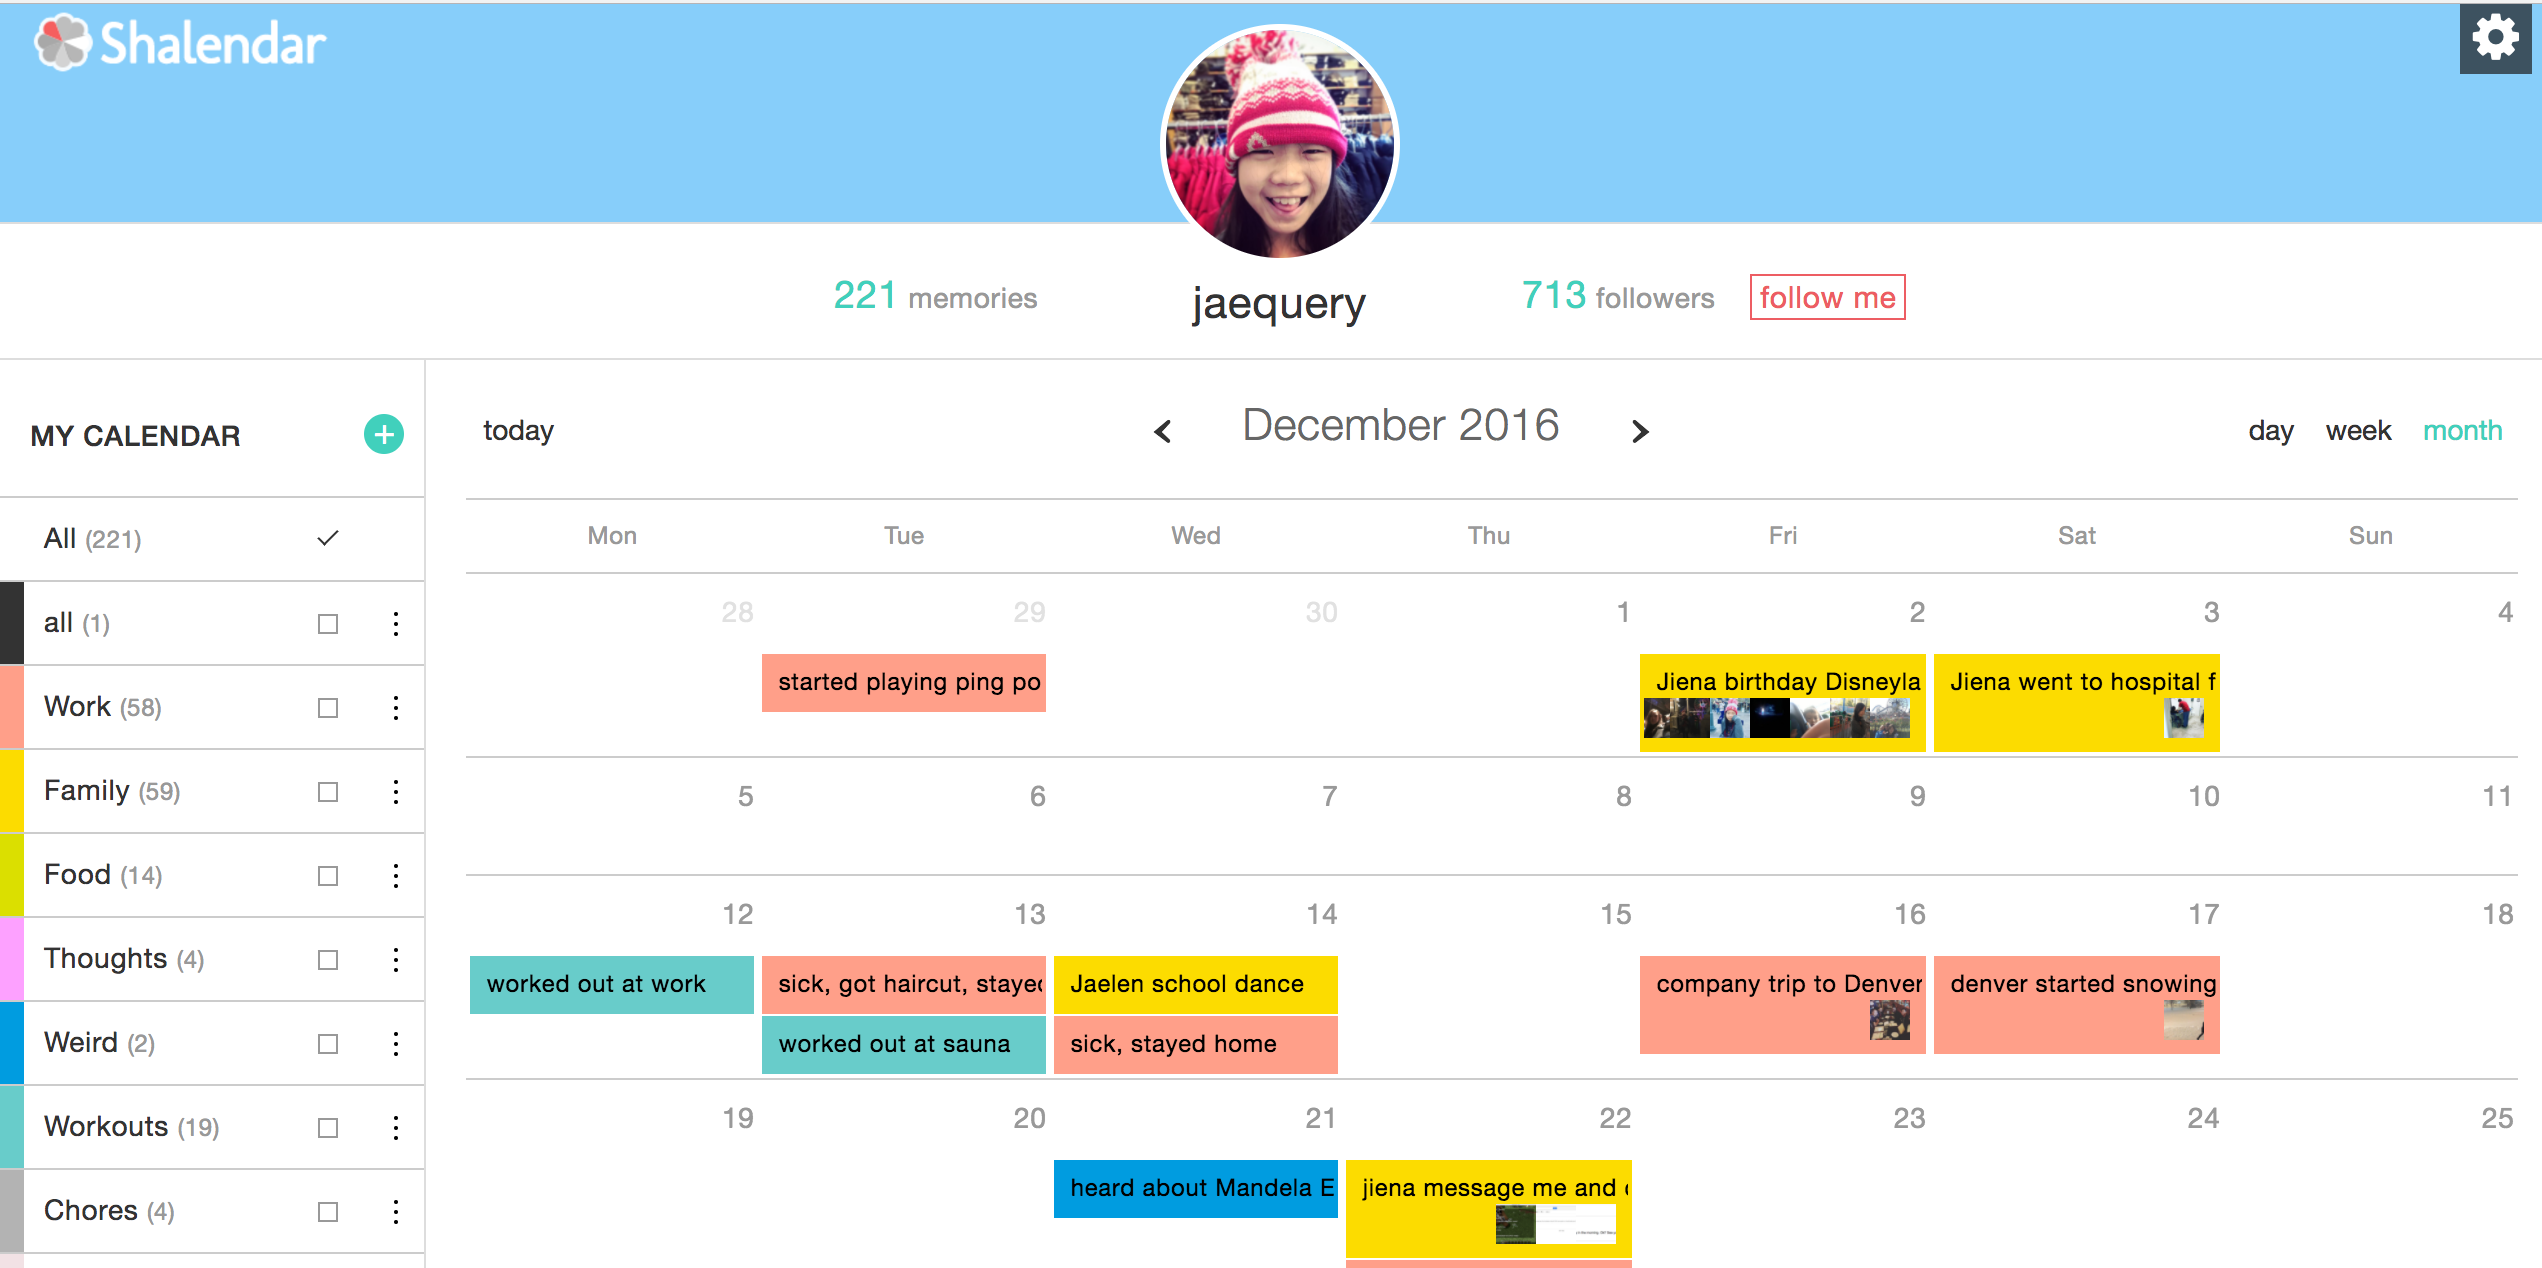 Shalendar
221 memories
jaequery
713 followers
follow me
MY CALENDAR
today
December 2016
day week month
All (221)
all (1)
Work (58)
Family (59)
Food (14)
Thoughts (4)
Weird (2)
Workouts (19)
Chores (4)
Mon Tue Wed Thu Fri Sat Sun
28 29 30 1 2 3 4
started playing ping po
Jiena birthday Disneyla
Jiena went to hospital f
5 6 7 8 9 10 11
12 13 14 15 16 17 18
worked out at work
sick, got haircut, stayed
Jaelen school dance
company trip to Denver
denver started snowing
worked out at sauna
sick, stayed home
19 20 21 22 23 24 25
heard about Mandela E
jiena message me and